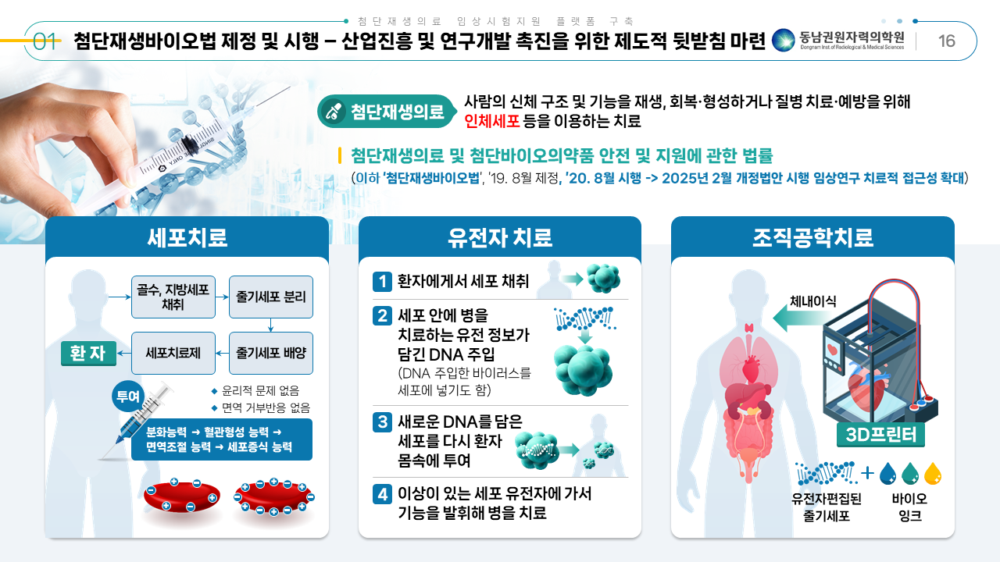 첨단재생의료 임상시험지원 플랫폼 구축
01 첨단재생바이오법 제정 및 시행 – 산업진흥 및 연구개발 촉진을 위한 제도적 뒷받침 마련
동남권원자력의학원
Dongnam Inst. of Radiological & Medical Sciences
16
첨단재생의료
사람의 신체 구조 및 기능을 재생, 회복·형성하거나 질병 치료·예방을 위해
인체세포 등을 이용하는 치료
첨단재생의료 및 첨단바이오의약품 안전 및 지원에 관한 법률
(이하 ‘첨단재생바이오법’, ‘19. 8월 제정, ’20. 8월 시행 -> 2025년 2월 개정법안 시행 임상연구 치료적 접근성 확대)
세포치료
골수, 지방세포
채취
줄기세포 분리
환 자
세포치료제
줄기세포 배양
투여
◆ 윤리적 문제 없음
◆ 면역 거부반응 없음
분화능력 → 혈관형성 능력 →
면역조절 능력 → 세포증식 능력
유전자 치료
1 환자에게서 세포 채취
2 세포 안에 병을
치료하는 유전 정보가
담긴 DNA 주입
(DNA 주입한 바이러스를
세포에 넣기도 함)
3 새로운 DNA를 담은
세포를 다시 환자
몸속에 투여
4 이상이 있는 세포 유전자에 가서
기능을 발휘해 병을 치료
조직공학치료
체내이식
3D프린터
+
유전자편집된
줄기세포
바이오
잉크